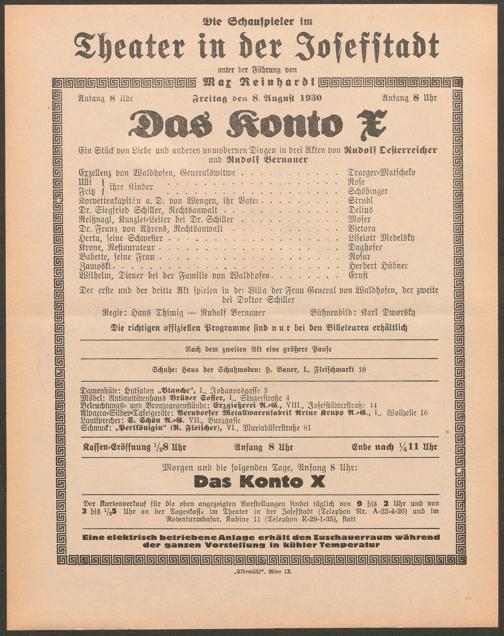 Die Schauspieler im
Theater in der Josefstadt
unter der Führung von
Max Reinhardt
Anfang 8 Uhr Freitag den 8. August 1930 Anfang 8 Uhr
Das Konto X
Ein Stück von Liebe und anderen unmodernen Dingen in drei Akten von Rudolf Oesterreicher
und Rudolf Bernauer
Exzellenz von Waldhofen, Generalswitwe Traeger-Matscheko
Ulli } ihre Kinder Rose
Fritz } Schöbinger
Korvettenkapitän a. D. von Wengen, ihr Vater Strobl
Dr. Siegfried Schiller, Rechtsanwalt Delius
Reißnagl, Kanzlei-Leiter bei Dr. Schiller Moser
Dr. Franz von Ahrens, Rechtsanwalt Victora
Herta, seine Schwester Liselott Medelsky
Krone, Restaurateur Daghofer
Babette, seine Frau Rosar
Zamoski Herbert Hübner
Wilhelm, Diener bei der Familie von Waldhofen Ernst
Der erste und der dritte Akt spielen in der Villa der Frau General von Waldhofen, der zweite
bei Doktor Schiller
Regie: Hans Thimig — Rudolf Bernauer Bühnenbild: Karl Dworsky
Die richtigen offiziellen Programme sind nur bei den Billeteuren erhältlich
Nach dem zweiten Akt eine größere Pause
Schuhe: Haus der Schuhmoden: H. Bauer, I., Fleischmarkt 10
Damenhüte: Hutsalon „Blanche", I., Johannesgasse 3
Möbel: Antiquitätenhaus Brüder Soffer, I., Singerstraße 4
Beleuchtungs- und Bronzegegenstände: Erzgießerei A.-G., VIII., Josefstädterstraße 44
Alpacca-Silber-Tafelgeräte: Berndorfer Metallwarenfabrik Artur Krupp A.-G., I., Wollzeile 16
Lautsprecher: S. Schön A.-G. VII., Burggasse
Schmuck: „Perlkönigin" (R. Fleischer), VI., Mariahilferstraße 81
Kassen-Eröffnung ½8 Uhr Anfang 8 Uhr Ende nach ¼11 Uhr
Morgen und die folgenden Tage, Anfang 8 Uhr:
Das Konto X
Der Kartenverkauf für die oben angezeigten Vorstellungen findet täglich von 9 bis 2 Uhr und von
3 bis ½5 Uhr an der Tageskasse im Theater in der Josefstadt (Telephon Nr. A-22-4-20) und im
Rotenturmbasar, Kabine 11 (Telephon R-29-1-35), statt
Eine elektrisch betriebene Anlage erhält den Zuschauerraum während
der ganzen Vorstellung in kühler Temperatur
„Elbemühl", Wien IX.